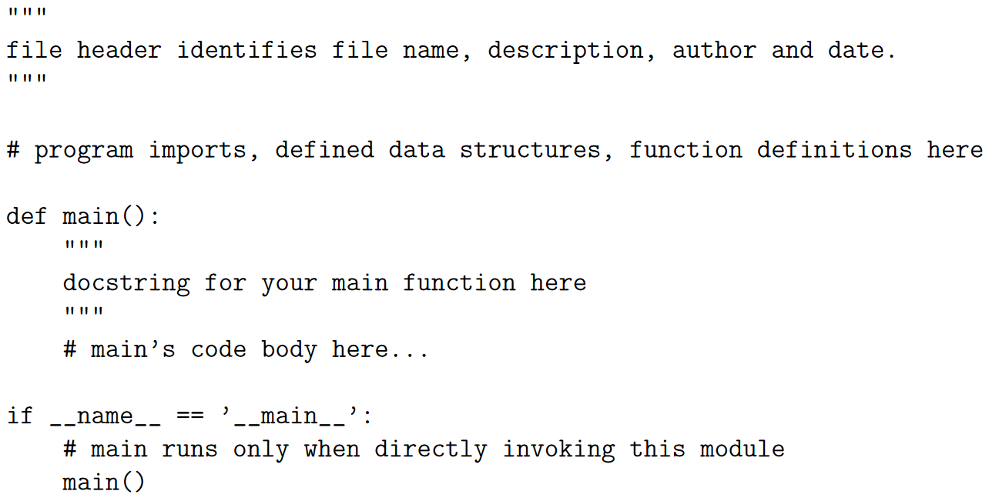 """
file header identifies file name, description, author and date.
"""
# program imports, defined data structures, function definitions here
def main():
    """
    docstring for your main function here
    """
    # main’s code body here...
if __name__ == ’__main__’:
    # main runs only when directly invoking this module
    main()